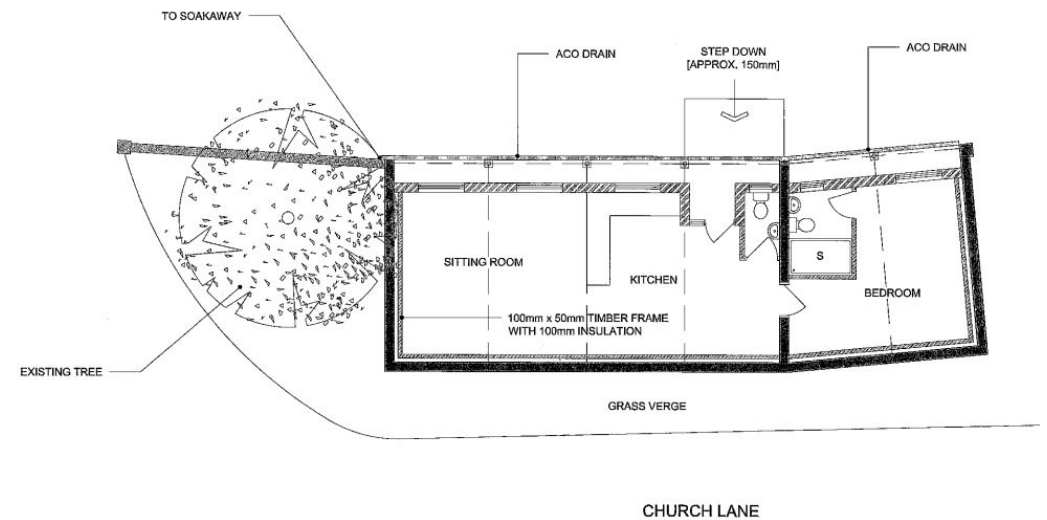 TO SOAKAWAY
ACO DRAIN
STEP DOWN
[APPROX. 150mm]
ACO DRAIN
SITTING ROOM
KITCHEN
S
BEDROOM
100mm x 50mm TIMBER FRAME
WITH 100mm INSULATION
EXISTING TREE
GRASS VERGE
CHURCH LANE